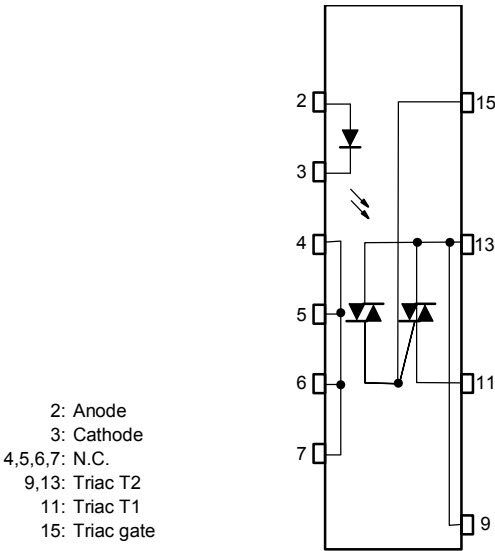 2
15
3
4
13
5
6
11
7
9
2: Anode
3: Cathode
4,5,6,7: N.C.
9,13: Triac T2
11: Triac T1
15: Triac gate